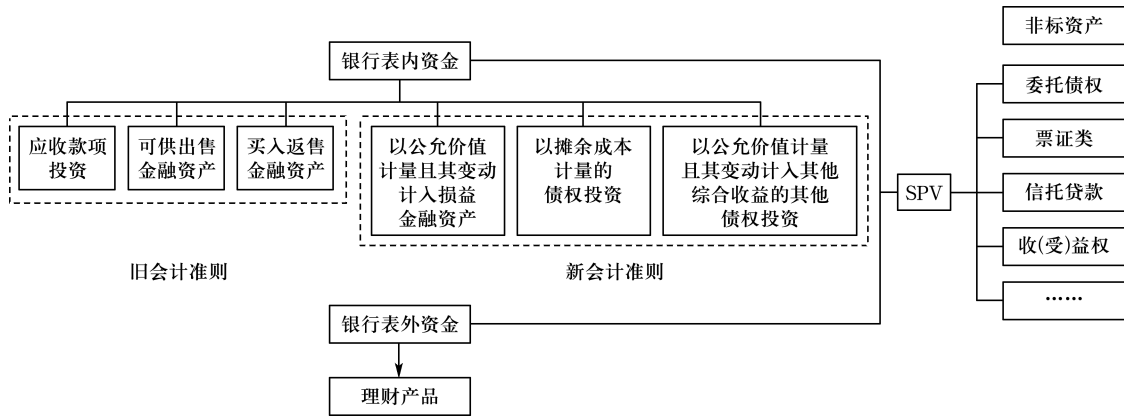 非标资产
银行表内资金
委托债权
应收款项
投资
可供出售
金融资产
买入返售
金融资产
以公允价值
计量且其变动
计入损益
金融资产
以摊余成本
计量的
债权投资
以公允价值计量
且其变动计入其他
综合收益的其他
债权投资
票证类
SPV
信托贷款
收(受)益权
旧会计准则
新会计准则
……
银行表外资金
理财产品